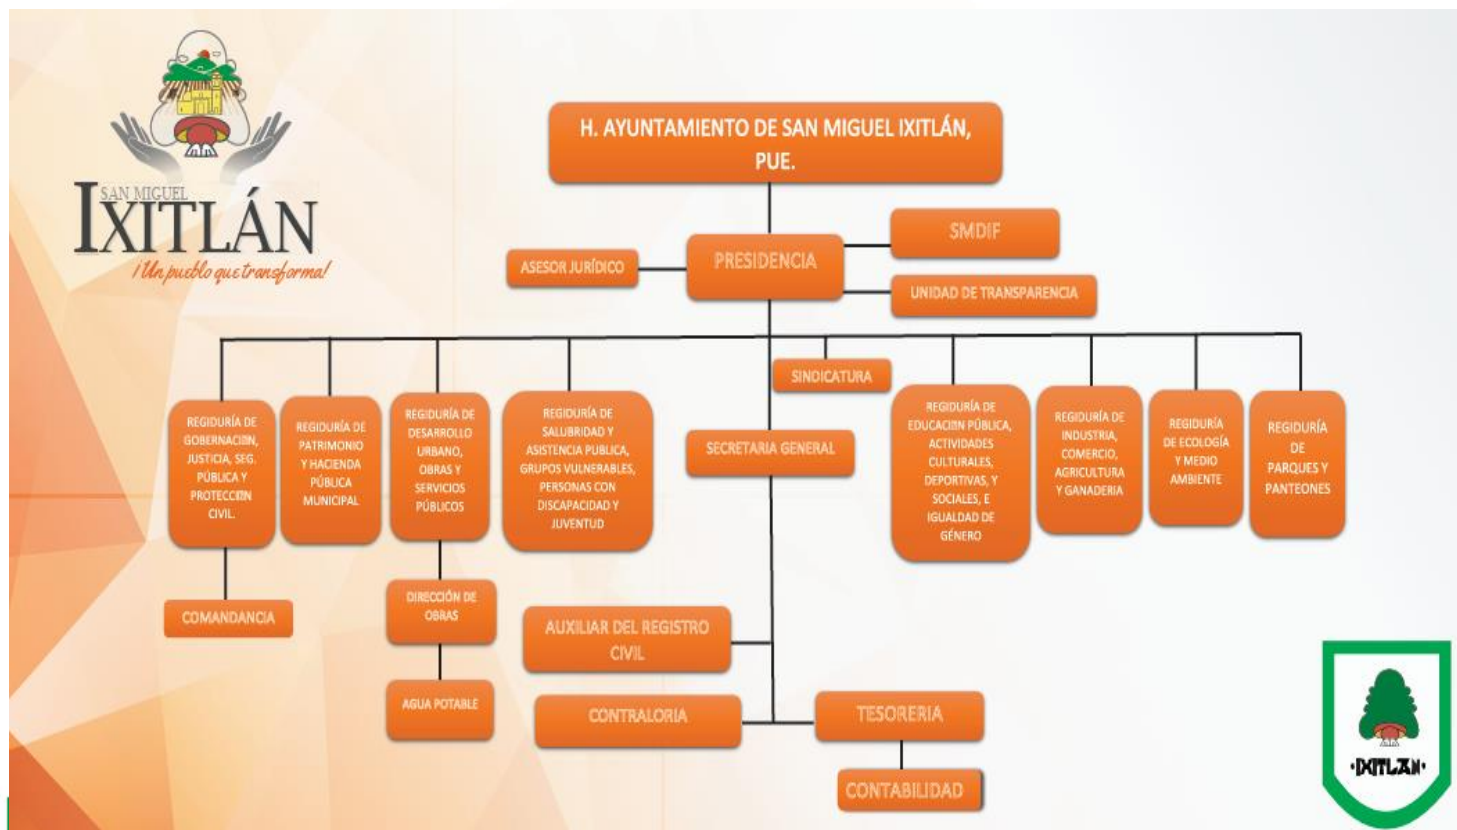 SAN MIGUEL
IXITLÁN
¡Un pueblo que transforma!
H. AYUNTAMIENTO DE SAN MIGUEL IXITLÁN,
PUE.
SMDIF
PRESIDENCIA
ASESOR JURÍDICO
UNIDAD DE TRANSPARENCIA
SINDICATURA
REGIDURÍA DE
GOBERNACIÓN,
JUSTICIA, SEG.
PÚBLICA Y
PROTECCIÓN
CIVIL.
REGIDURÍA DE
PATRIMONIO
Y HACIENDA
PÚBLICA
MUNICIPAL
REGIDURÍA DE
DESARROLLO
URBANO,
OBRAS Y
SERVICIOS
PÚBLICOS
REGIDURÍA DE
SALUBRIDAD Y
ASISTENCIA PUBLICA,
GRUPOS VULNERABLES,
PERSONAS CON
DISCAPACIDAD Y
JUVENTUD
SECRETARIA GENERAL
REGIDURÍA DE
EDUCACIÓN PÚBLICA,
ACTIVIDADES
CULTURALES,
DEPORTIVAS, Y
SOCIALES, E
IGUALDAD DE
GÉNERO
REGIDURÍA DE
INDUSTRIA,
COMERCIO,
AGRICULTURA
Y GANADERIA
REGIDURÍA
DE ECOLOGÍA
Y MEDIO
AMBIENTE
REGIDURÍA
DE
PARQUES Y
PANTEONES
COMANDANCIA
DIRECCIÓN DE
OBRAS
AGUA POTABLE
AUXILIAR DEL REGISTRO
CIVIL
CONTRALORIA
TESORERIA
CONTABILIDAD
·IXITLAN·